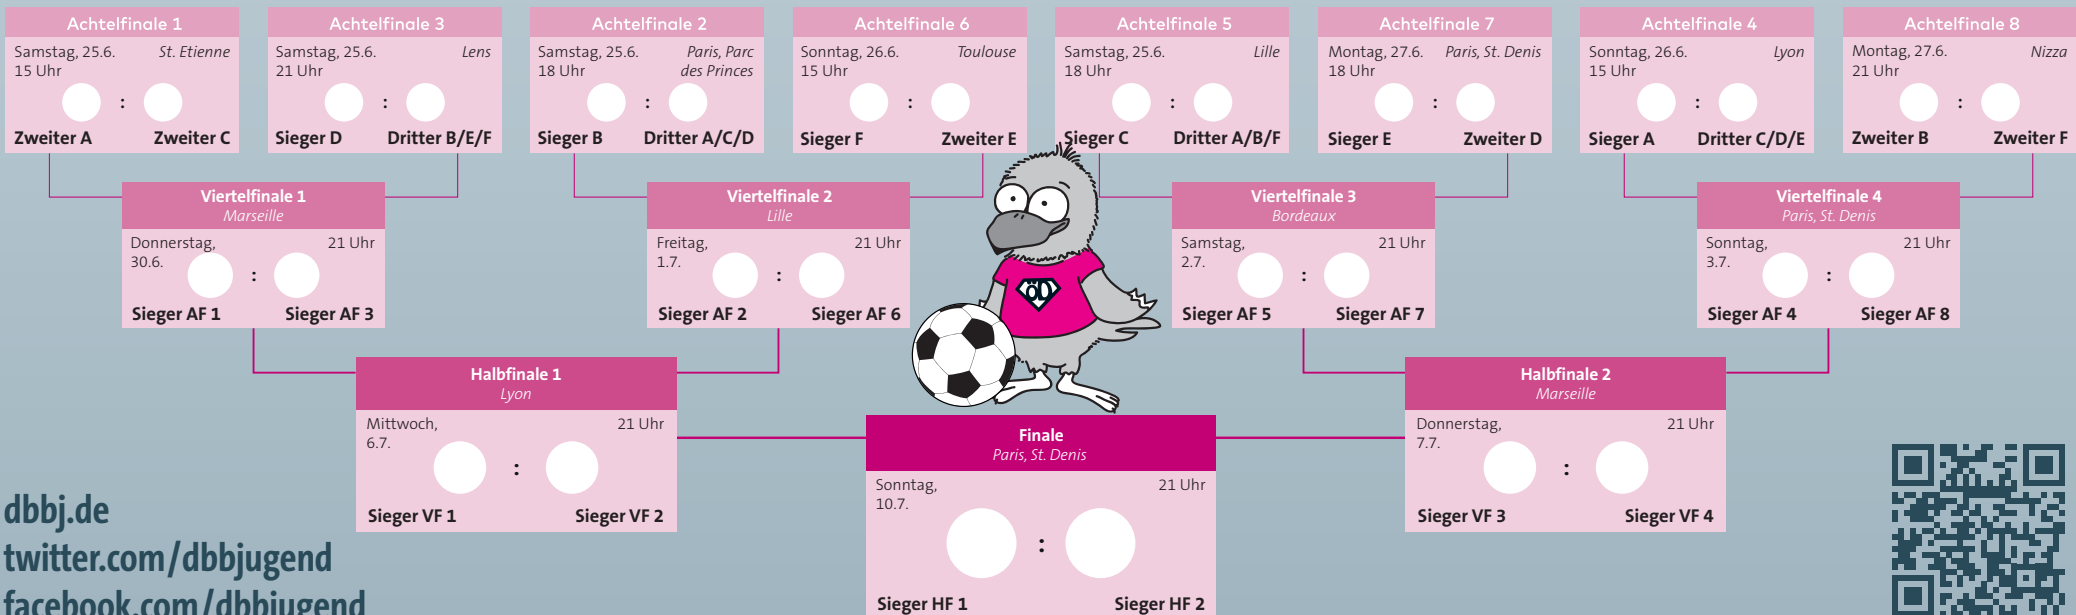 Achtelfinale 1
Samstag, 25.6. St. Etienne
15 Uhr
:
Zweiter A Zweiter C
Achtelfinale 3
Samstag, 25.6. Lens
21 Uhr
:
Sieger D Dritter B/E/F
Achtelfinale 2
Samstag, 25.6. Paris, Parc
18 Uhr des Princes
:
Sieger B Dritter A/C/D
Achtelfinale 6
Sonntag, 26.6. Toulouse
15 Uhr
:
Sieger F Zweiter E
Achtelfinale 5
Samstag, 25.6. Lille
18 Uhr
:
Sieger C Dritter A/B/F
Achtelfinale 7
Montag, 27.6. Paris, St. Denis
18 Uhr
:
Sieger E Zweiter D
Achtelfinale 4
Sonntag, 26.6. Lyon
15 Uhr
:
Sieger A Dritter C/D/E
Achtelfinale 8
Montag, 27.6. Nizza
21 Uhr
:
Zweiter B Zweiter F
Viertelfinale 1
Marseille
Donnerstag, 21 Uhr
30.6.
:
Sieger AF 1 Sieger AF 3
Viertelfinale 2
Lille
Freitag, 21 Uhr
1.7.
:
Sieger AF 2 Sieger AF 6
Viertelfinale 3
Bordeaux
Samstag, 21 Uhr
2.7.
:
Sieger AF 5 Sieger AF 7
Viertelfinale 4
Paris, St. Denis
Sonntag, 21 Uhr
3.7.
:
Sieger AF 4 Sieger AF 8
ÖD
Halbfinale 1
Lyon
Mittwoch, 21 Uhr
6.7.
:
Sieger VF 1 Sieger VF 2
Halbfinale 2
Marseille
Donnerstag, 21 Uhr
7.7.
:
Sieger VF 3 Sieger VF 4
Finale
Paris, St. Denis
Sonntag, 21 Uhr
10.7.
:
Sieger HF 1 Sieger HF 2
dbbj.de
twitter.com/dbbjugend
facebook.com/dbbjugend